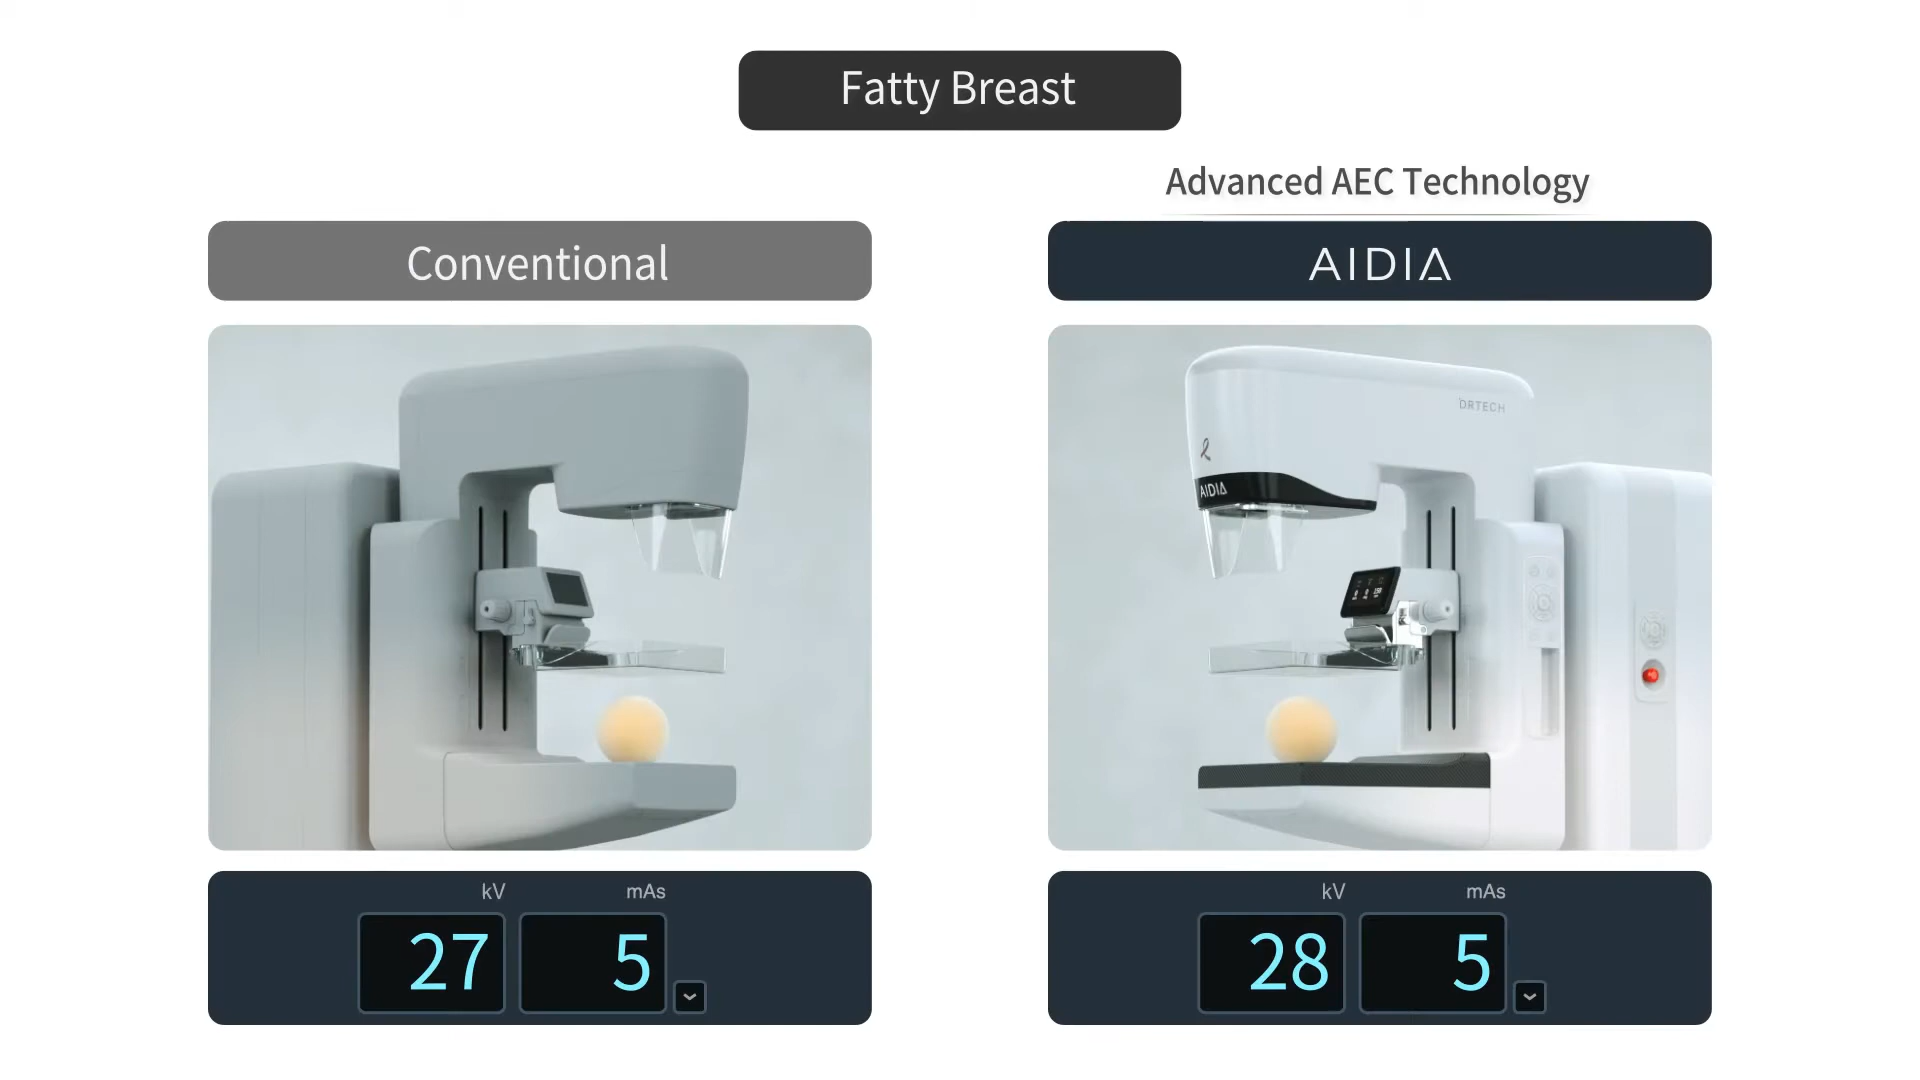 Fatty Breast
Advanced AEC Technology
Conventional
AIDIA
DRTECH
AIDIA
kV
mAs
27
5
kV
mAs
28
5